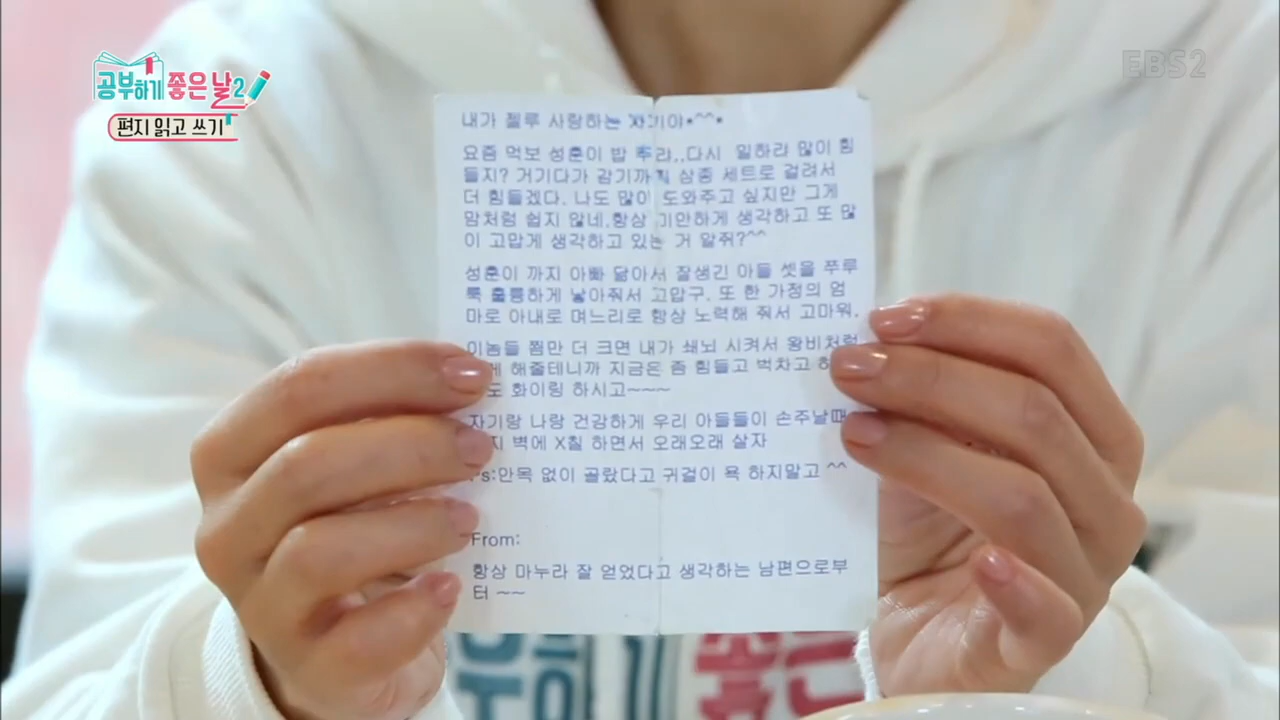 공부하기 좋은 날2
편지 읽고 쓰기
EBS2
내가 젤루 사랑하는 자기야*^^*
요즘 먹보 성훈이 밥 주랴..다시 일하랴 많이 힘
들지? 거기다가 감기까지 삼종 세트로 걸려서
더 힘들겠다. 나도 많이 도와주고 싶지만 그게
맘처럼 쉽지 않네.항상 미안하게 생각하고 또 많
이 고맙게 생각하고 있는 거 알쥐?^^
성훈이 까지 아빠 닮아서 잘생긴 아들 셋을 쭈루
룩 훌륭하게 낳아줘서 고맙구. 또 한 가정의 엄
마로 아내로 며느리로 항상 노력해 줘서 고마워.
이놈들 쫌만 더 크면 내가 쇄뇌 시켜서 왕비처럼
해줄테니까 지금은 좀 힘들고 벅차고
도 화이링 하시고~~~
자기랑 나랑 건강하게 우리 아들들이 손주날때
벽에 X칠 하면서 오래오래 살자
Ps:안목 없이 골랐다고 귀걸이 욕 하지말고 ^^
From:
항상 마누라 잘 얻었다고 생각하는 남편으로부
터 ~~